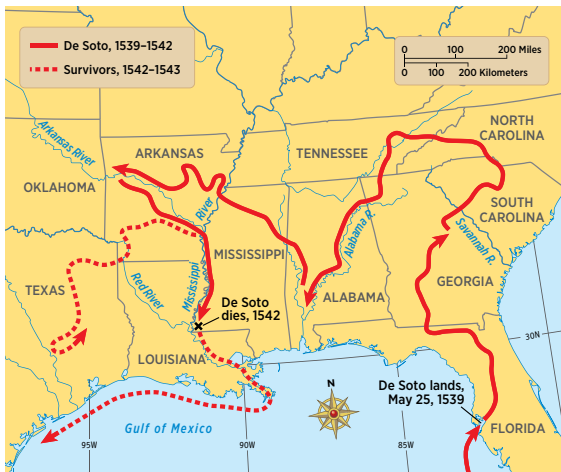 De Soto, 1539–1542
Survivors, 1542–1543
0 100 200 Miles
0 100 200 Kilometers
NORTH
CAROLINA
Arkansas River
ARKANSAS
TENNESSEE
OKLAHOMA
SOUTH
CAROLINA
Mississippi River
Alabama R.
Savannah R.
MISSISSIPPI
TEXAS
Red River
ALABAMA
GEORGIA
De Soto
dies, 1542
30N
LOUISIANA
De Soto lands,
May 25, 1539
N
FLORIDA
Gulf of Mexico
95W
90W
85W